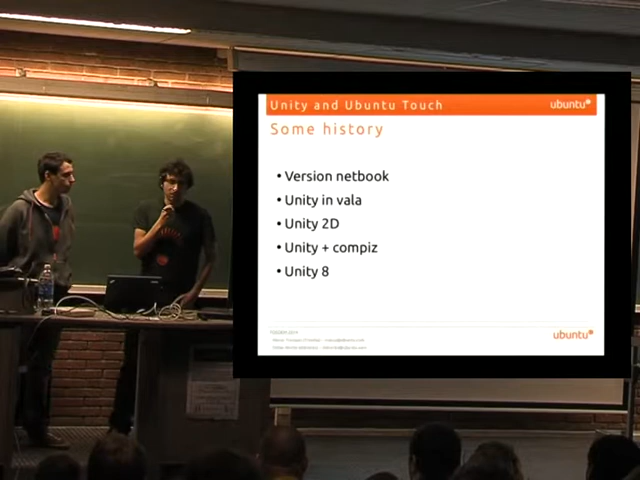 Unity and Ubuntu Touch
ubuntu
Some history
• Version netbook
• Unity in vala
• Unity 2D
• Unity + compiz
• Unity 8
ubuntu